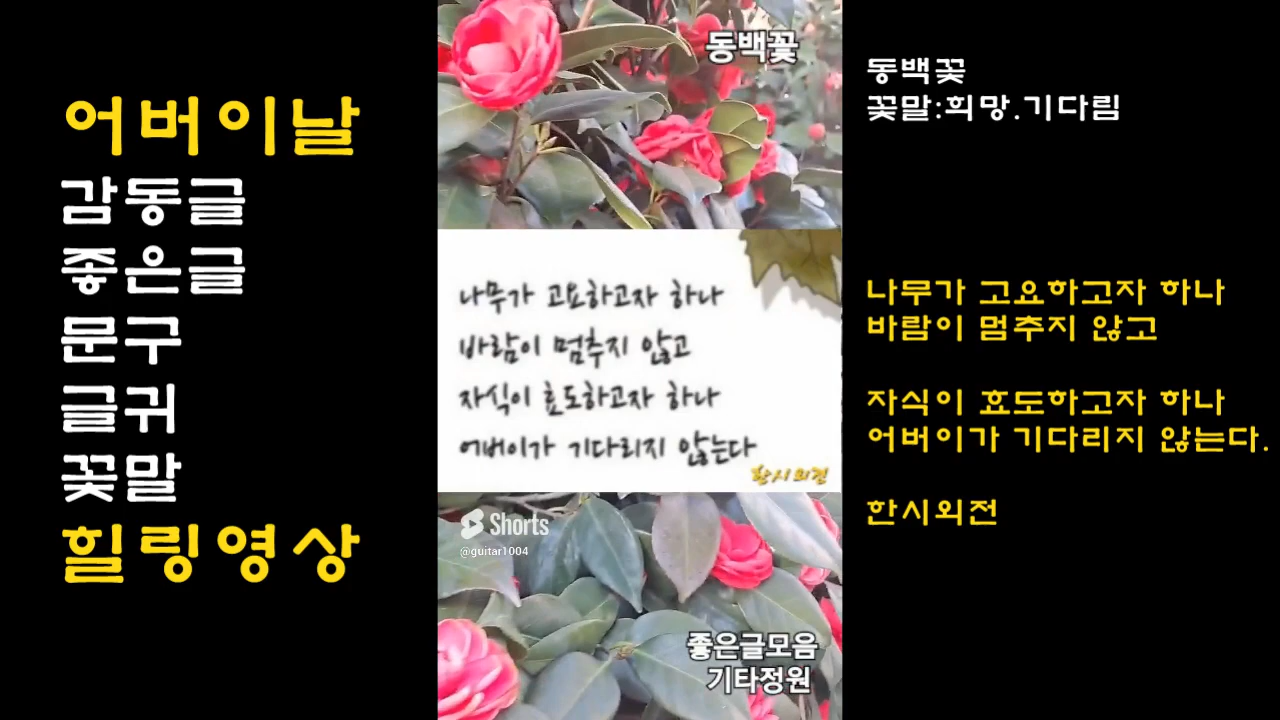 어버이날
감동글
좋은글
문구
글귀
꽃말
힐링영상
동백꽃
나무가 고요하고자 하나
바람이 멈추지 않고
자식이 효도하고자 하나
어버이가 기다리지 않는다
한시외전
Shorts
@guitar1004
좋은글모음
기타정원
동백꽃
꽃말:희망.기다림
나무가 고요하고자 하나
바람이 멈추지 않고
자식이 효도하고자 하나
어버이가 기다리지 않는다.
한시외전